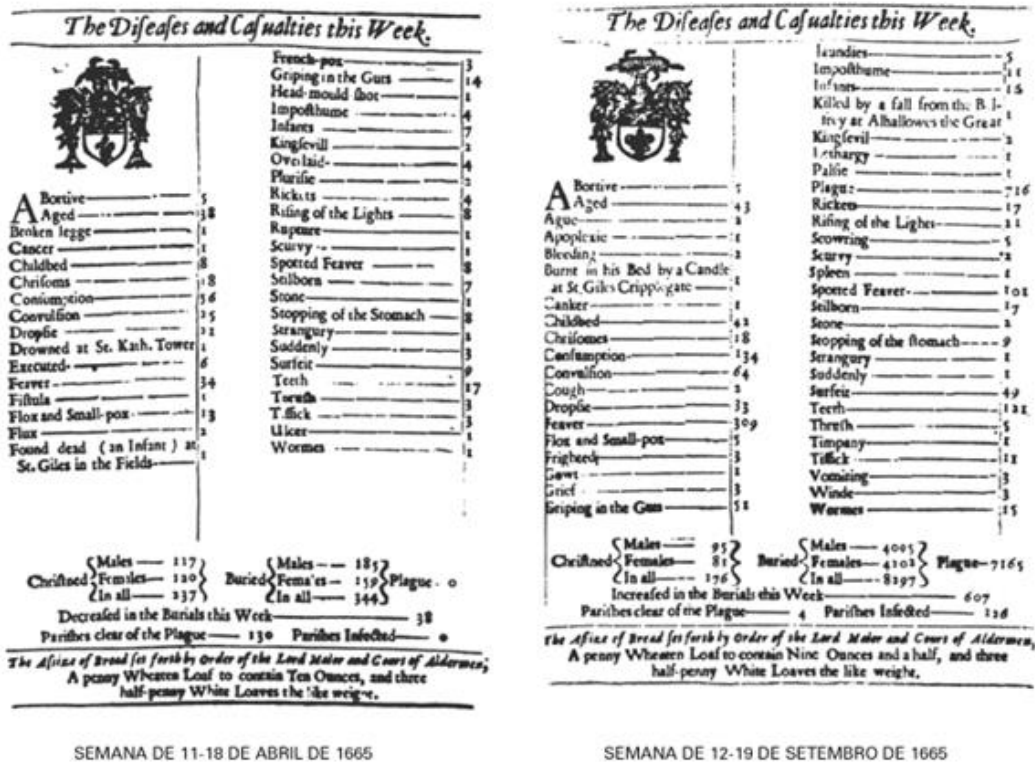 The Diſeaſes and Caſualties this Week.
A Bortive 5
Aged 38
Broken legge 1
Cancer 1
Childbed 8
Chriſoms 18
Conſumption 56
Convulſion
Dropſie
Drowned at St. Kath. Tower 1
Executed 6
Feaver 34
Fiſtula 1
Flox and Small-pox 13
Flux 2
Found dead (an Infant) at
St. Giles in the Fields 1
French-pox 3
Griping in the Guts 14
Head-mould ſhot 1
Impoſthume 4
Infants 7
Kingſevill 2
Overlaid 4
Pluriſie 2
Rickets 4
Riſing of the Lights 8
Rupture 1
Scurvy 1
Spotted Feaver 8
Stilborn 7
Stone 1
Stopping of the Stomach 8
Strangury
Suddenly 3
Surfeit 9
Teeth 17
Thruſh 3
Tiſſick 3
Ulcer 1
Wormes
Chriſtned
Males 117
Females 120
In all 237
Buried
Males 185
Females 159
In all 344
Plague 0
Decreaſed in the Burials this Week 38
Pariſhes clear of the Plague 130 Pariſhes Infected 0
The Aſſize of Bread ſet forth by Order of the Lord Maior and Court of Aldermen;
A penny Wheaten Loaf to contain Ten Ounces, and three
half-penny White Loaves the like weight.
SEMANA DE 11-18 DE ABRIL DE 1665
The Diſeaſes and Caſualties this Week.
A Bortive 5
Aged 43
Ague 2
Apoplexie 1
Bleeding 2
Burnt in his Bed by a Candle
at St. Giles Cripplegate 1
Canker 1
Childbed 42
Chriſomes 18
Conſumption 134
Convulſion 64
Cough 2
Dropſie 33
Feaver 309
Flox and Small-pox 5
Frighted 3
Gowt 1
Grief 3
Griping in the Guts 51
Jaundies 5
Impoſthume 11
Infants 16
Killed by a fall from the Bel-
frey at Alhallowes the Great 1
Kingſevil 2
Lethargy 1
Palſie 1
Plague 716
Rickets 17
Riſing of the Lights
Scowring 5
Scurvy 2
Spleen 1
Spotted Feaver 101
Stilborn 17
Stone 2
Stopping of the ſtomach 9
Strangury 1
Suddenly 1
Surfeit 49
Teeth 121
Thruſh 5
Timpany 1
Tiſſick 11
Vomiting 3
Winde 3
Wormes 15
Chriſtned
Males 95
Females 81
In all 176
Buried
Males 4095
Females 4102
In all 8197
Plague 7165
Increaſed in the Burials this Week 607
Pariſhes clear of the Plague 4 Pariſhes Infected 126
The Aſſize of Bread ſet forth by Order of the Lord Maior and Court of Aldermen,
A penny Wheaten Loaf to contain Nine Ounces and a half, and three
half-penny White Loaves the like weight.
SEMANA DE 12-19 DE SETEMBRO DE 1665